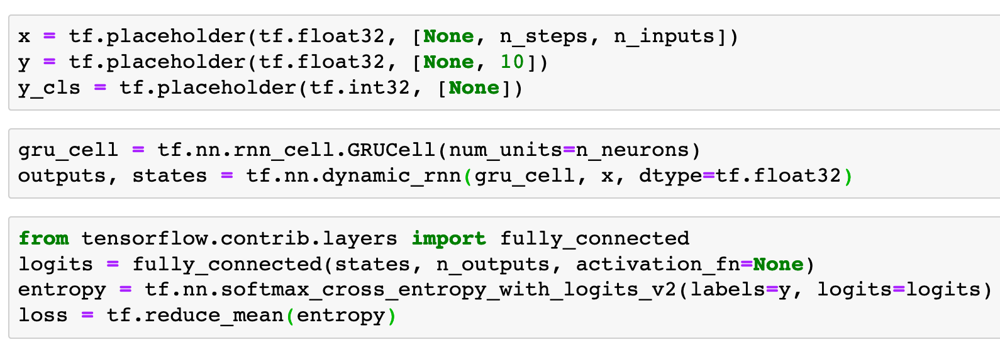 x = tf.placeholder(tf.float32, [None, n_steps, n_inputs])
y = tf.placeholder(tf.float32, [None, 10])
y_cls = tf.placeholder(tf.int32, [None])
gru_cell = tf.nn.rnn_cell.GRUCell(num_units=n_neurons)
outputs, states = tf.nn.dynamic_rnn(gru_cell, x, dtype=tf.float32)
from tensorflow.contrib.layers import fully_connected
logits = fully_connected(states, n_outputs, activation_fn=None)
entropy = tf.nn.softmax_cross_entropy_with_logits_v2(labels=y, logits=logits)
loss = tf.reduce_mean(entropy)